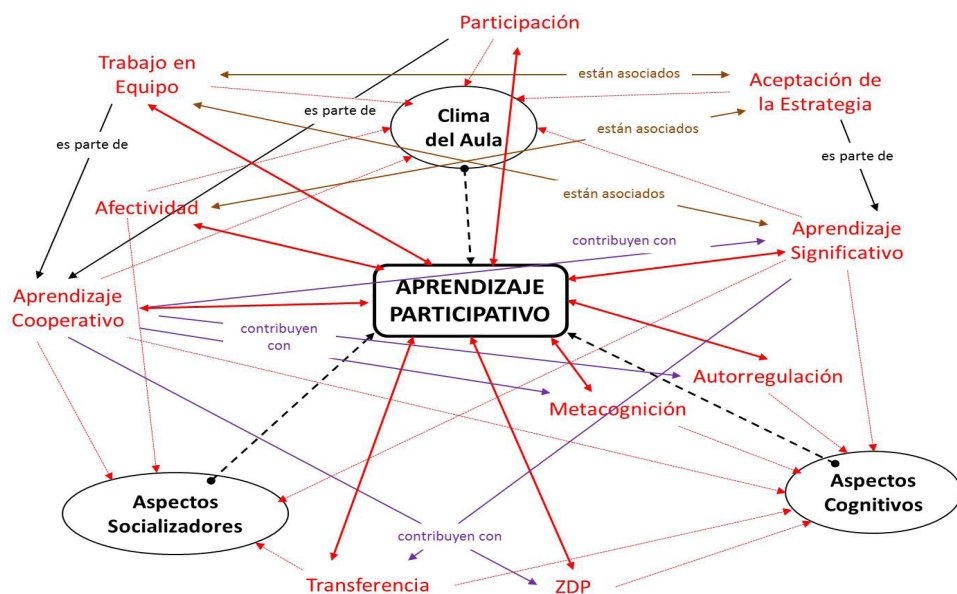 Participación
Trabajo en
Equipo
están asociados
Aceptación de
la Estrategia
Clima
del Aula
es parte de
es parte de
están asociados
es parte de
están asociados
Afectividad
Aprendizaje
Significativo
contribuyen con
APRENDIZAJE
PARTICIPATIVO
Aprendizaje
Cooperativo
contribuyen
con
Autorregulación
Metacognición
Aspectos
Socializadores
Aspectos
Cognitivos
contribuyen con
Transferencia
ZDP